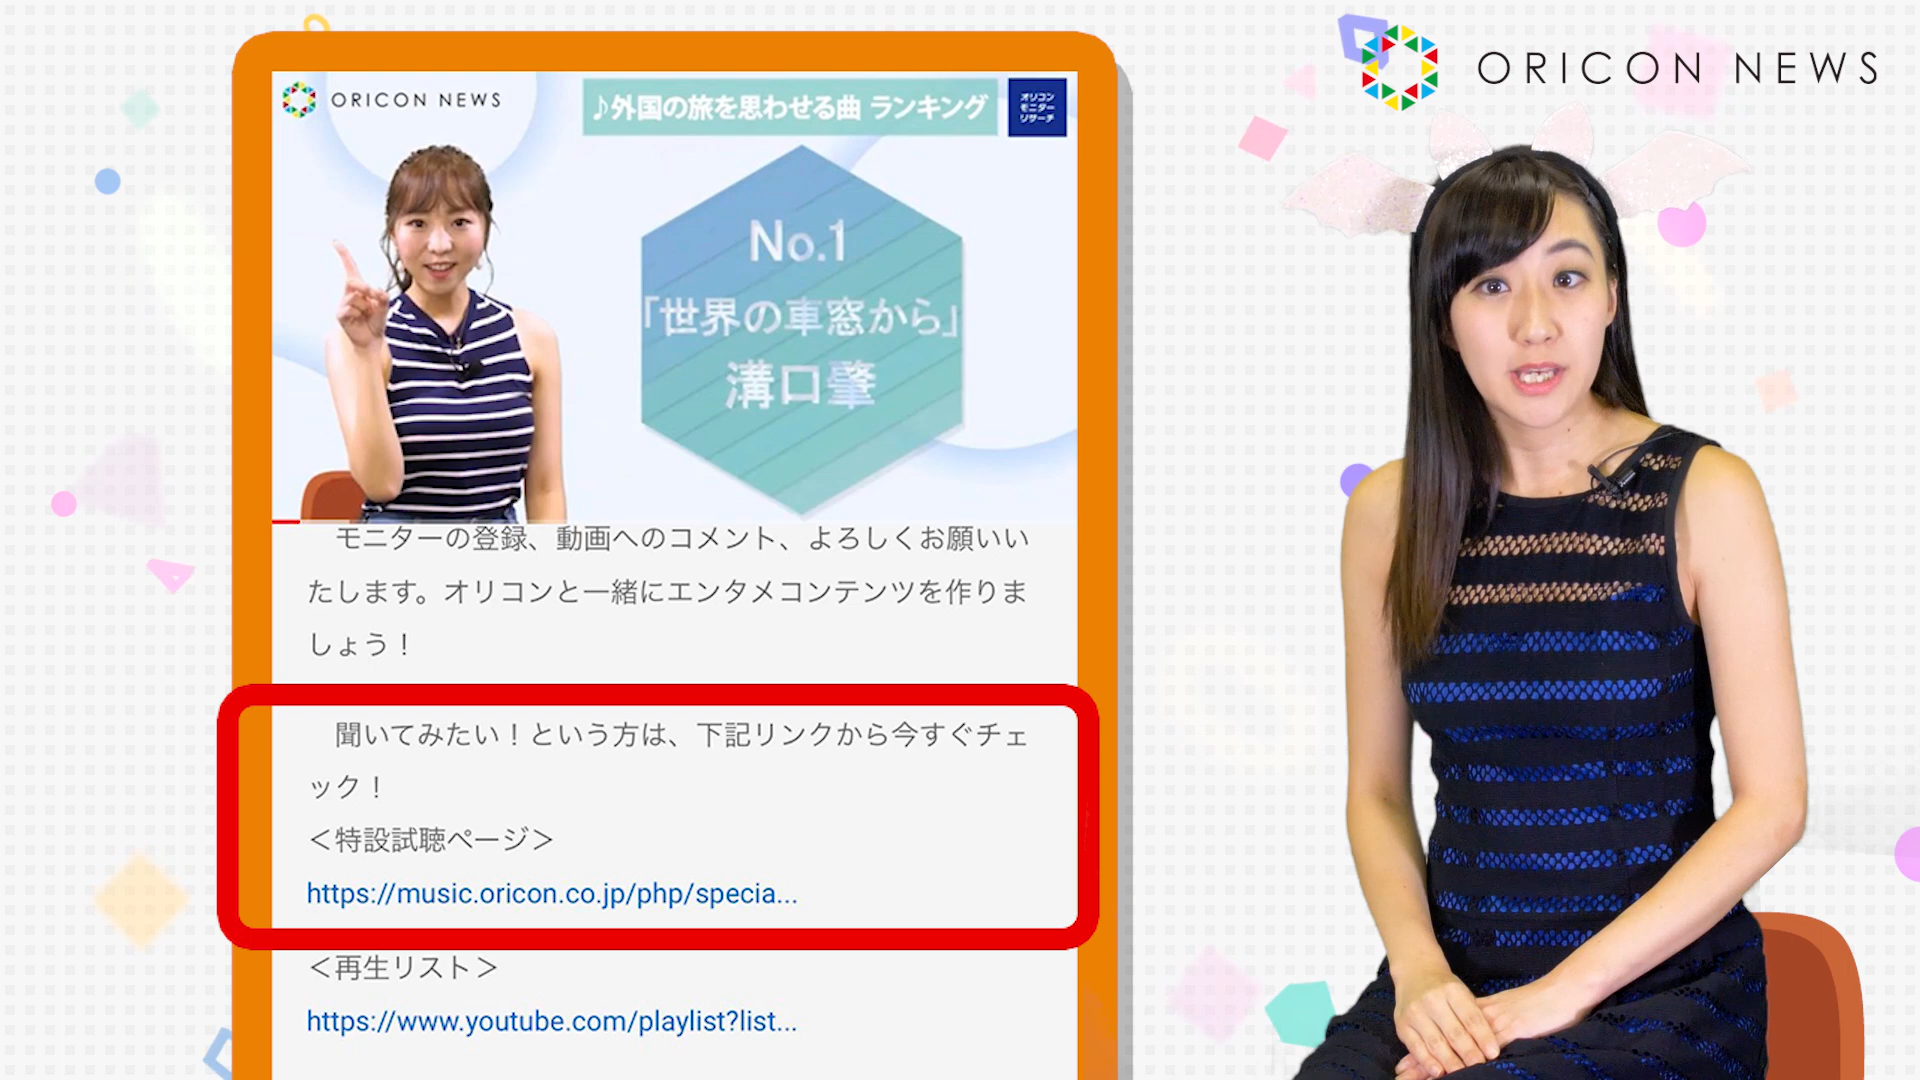 ORICON NEWS
ORICON NEWS
♪外国の旅を思わせる曲 ランキング
オリコン
モニター
リサーチ
No.1
「世界の車窓から」
溝口肇
モニターの登録、動画へのコメント、よろしくお願いい
たします。オリコンと一緒にエンタメコンテンツを作りま
しょう！
聞いてみたい！という方は、下記リンクから今すぐチェ
ック！
＜特設試聴ページ＞
https://music.oricon.co.jp/php/specia...
＜再生リスト＞
https://www.youtube.com/playlist?list...